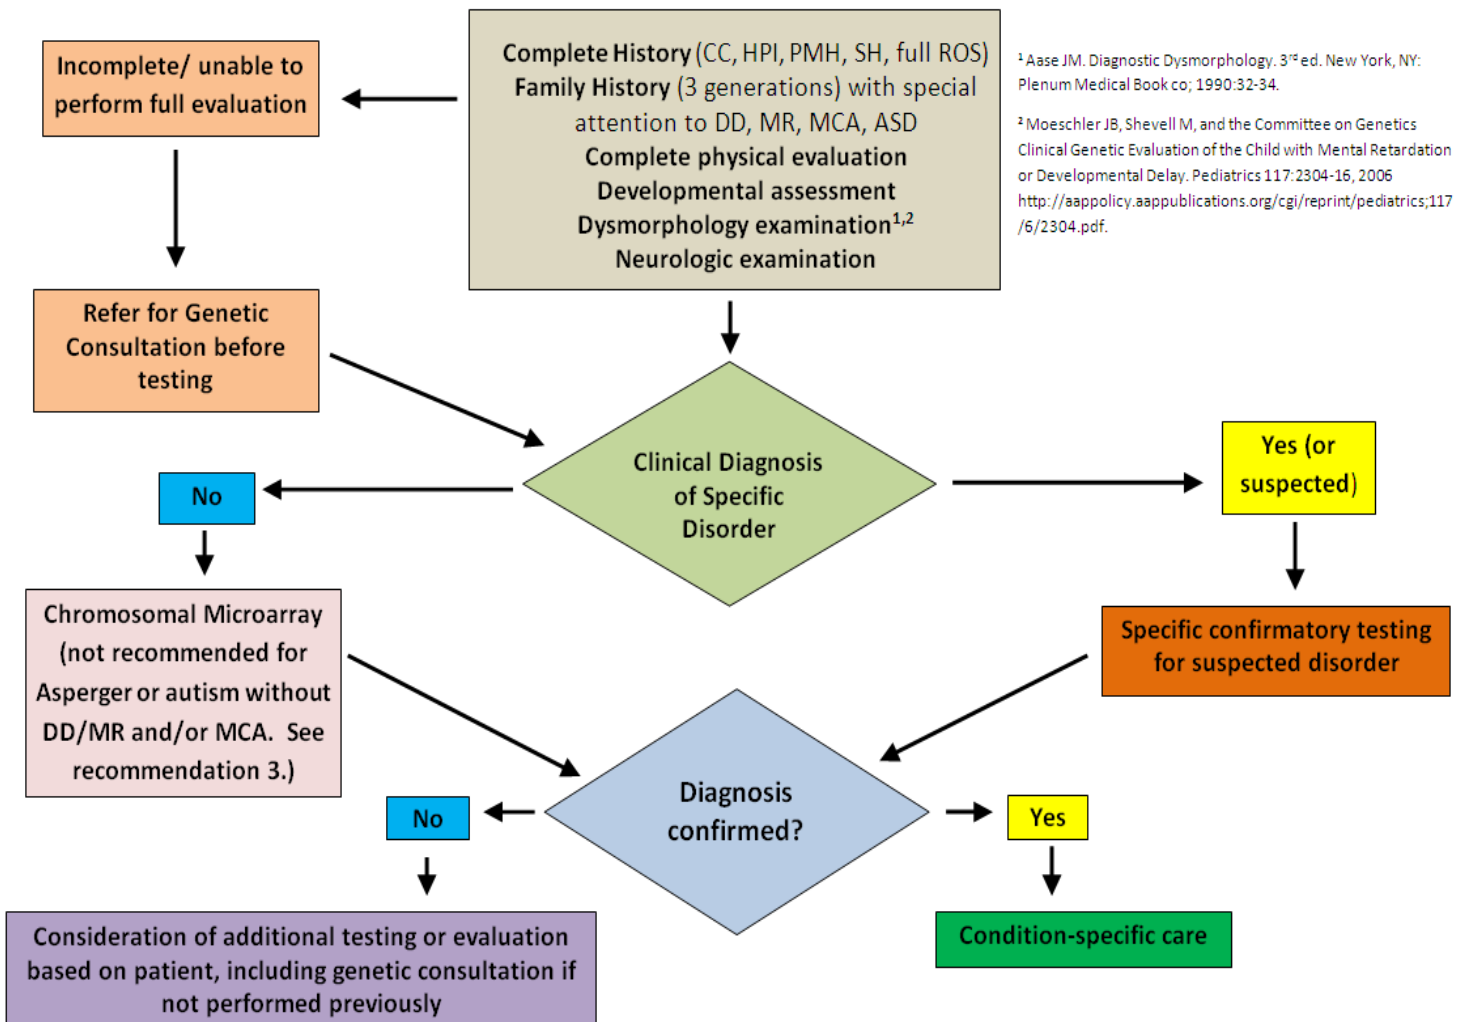 Complete History (CC, HPI, PMH, SH, full ROS)
Family History (3 generations) with special
attention to DD, MR, MCA, ASD
Complete physical evaluation
Developmental assessment
Dysmorphology examination1,2
Neurologic examination
Incomplete/ unable to
perform full evaluation
1 Aase JM. Diagnostic Dysmorphology. 3rd ed. New York, NY:
Plenum Medical Book co; 1990:32-34.
2 Moeschler JB, Shevell M, and the Committee on Genetics
Clinical Genetic Evaluation of the Child with Mental Retardation
or Developmental Delay. Pediatrics 117:2304-16, 2006
http://aappolicy.aappublications.org/cgi/reprint/pediatrics;117
/6/2304.pdf.
Refer for Genetic
Consultation before
testing
Clinical Diagnosis
of Specific
Disorder
No
Yes (or
suspected)
Chromosomal Microarray
(not recommended for
Asperger or autism without
DD/MR and/or MCA. See
recommendation 3.)
Specific confirmatory testing
for suspected disorder
Diagnosis
confirmed?
No
Yes
Consideration of additional testing or evaluation
based on patient, including genetic consultation if
not performed previously
Condition-specific care